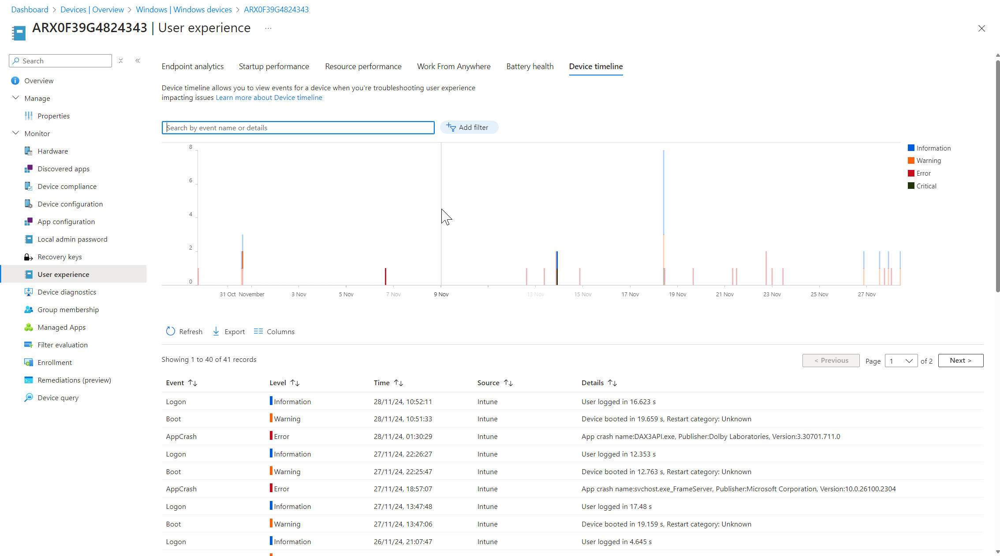 Dashboard > Devices | Overview > Windows | Windows devices > ARX0F39G4824343
ARX0F39G4824343 | User experience ...
Search
Overview
Manage
Properties
Monitor
Hardware
Discovered apps
Device compliance
Device configuration
App configuration
Local admin password
Recovery keys
User experience
Device diagnostics
Group membership
Managed Apps
Filter evaluation
Enrollment
Remediations (preview)
Device query
Endpoint analytics Startup performance Resource performance Work From Anywhere Battery health Device timeline
Device timeline allows you to view events for a device when you're troubleshooting user experience
impacting issues Learn more about Device timeline
Search by event name or details
Add filter
8
6
4
2
0
31 Oct November 3 Nov 5 Nov 7 Nov 9 Nov 13 Nov 15 Nov 17 Nov 19 Nov 21 Nov 23 Nov 25 Nov 27 Nov
Information
Warning
Error
Critical
Refresh Export Columns
Showing 1 to 40 of 41 records
< Previous Page 1 of 2 Next >
Event Level Time Source Details
Logon Information 28/11/24, 10:52:11 Intune User logged in 16.623 s
Boot Warning 28/11/24, 10:51:33 Intune Device booted in 19.659 s, Restart category: Unknown
AppCrash Error 28/11/24, 01:30:29 Intune App crash name:DAX3API.exe, Publisher:Dolby Laboratories, Version:3.30701.711.0
Logon Information 27/11/24, 22:26:27 Intune User logged in 12.353 s
Boot Warning 27/11/24, 22:25:47 Intune Device booted in 12.763 s, Restart category: Unknown
AppCrash Error 27/11/24, 18:57:07 Intune App crash name:svchost.exe_FrameServer, Publisher:Microsoft Corporation, Version:10.0.26100.2304
Logon Information 27/11/24, 13:47:48 Intune User logged in 17.48 s
Boot Warning 27/11/24, 13:47:06 Intune Device booted in 19.159 s, Restart category: Unknown
Logon Information 26/11/24, 21:07:47 Intune User logged in 4.645 s